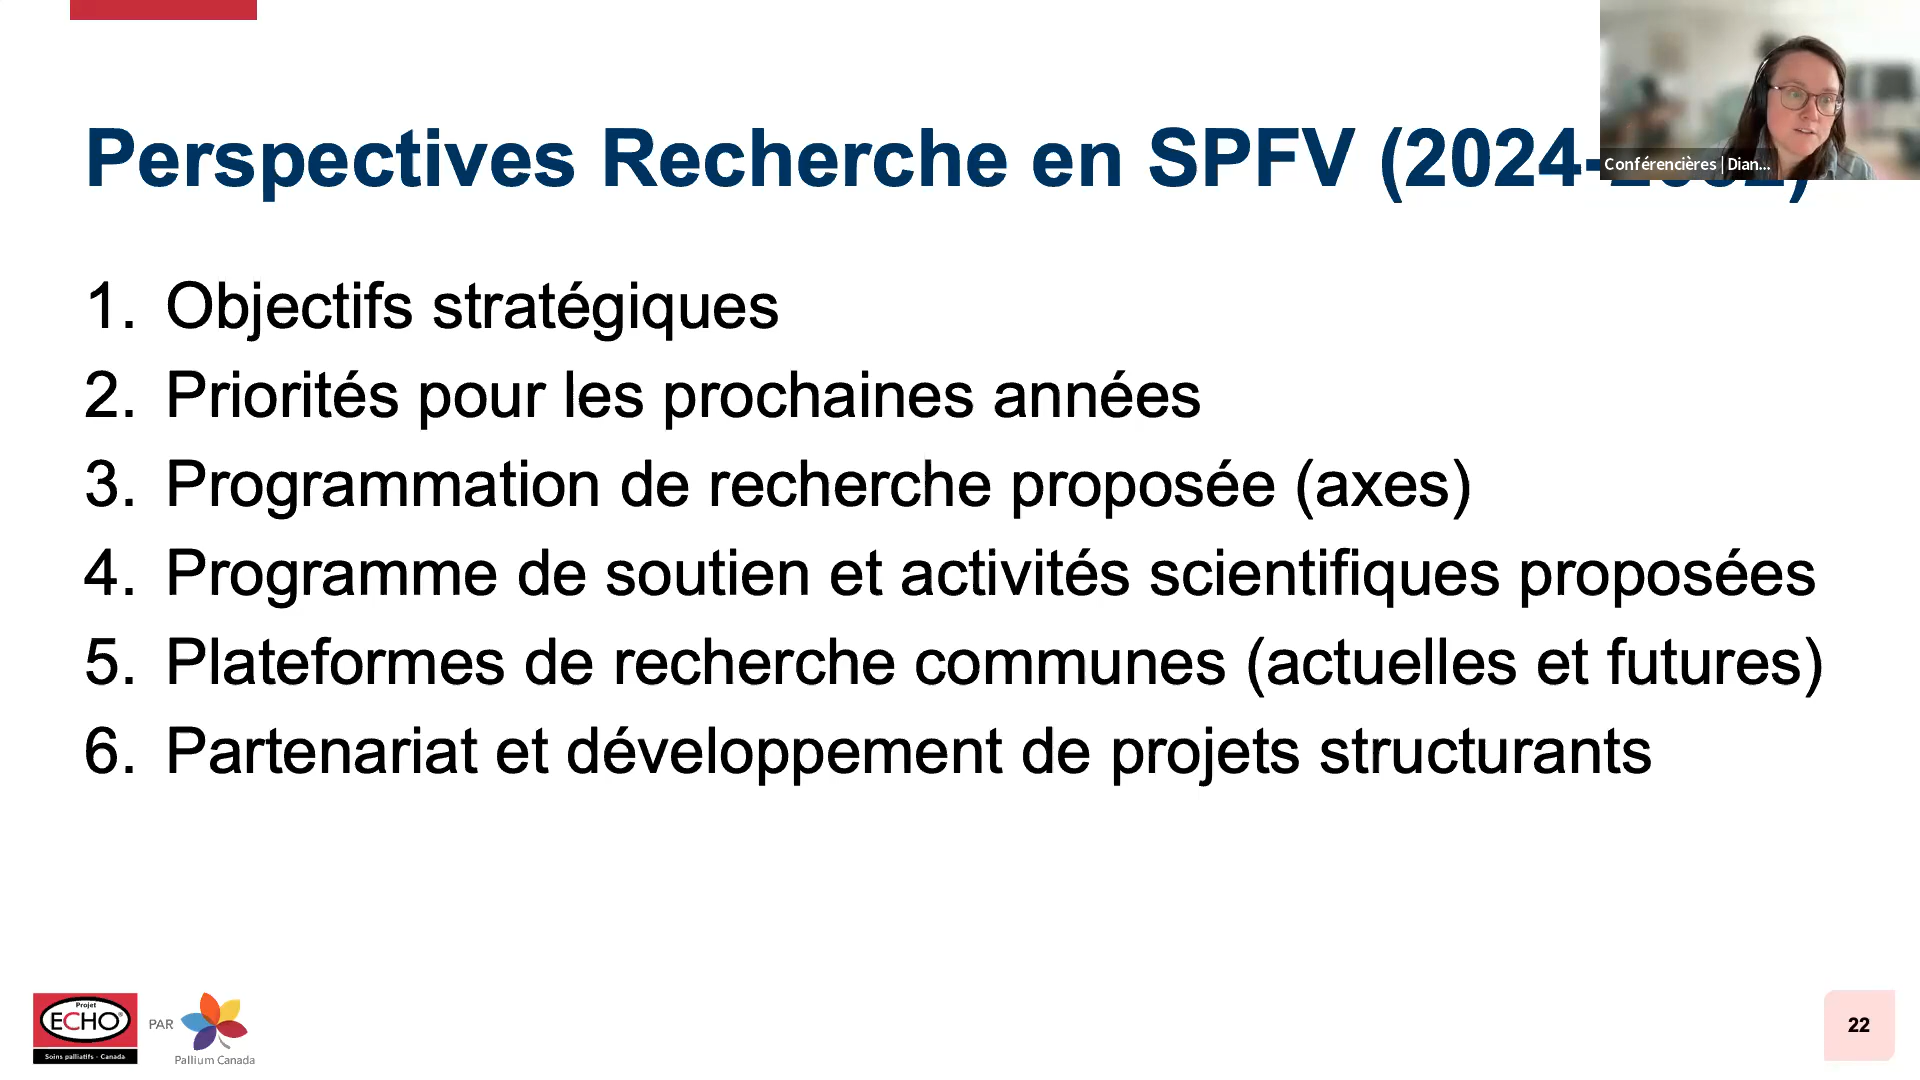 Perspectives Recherche en SPFV (2024-
Conférencières | Dian...
1. Objectifs stratégiques
2. Priorités pour les prochaines années
3. Programmation de recherche proposée (axes)
4. Programme de soutien et activités scientifiques proposées
5. Plateformes de recherche communes (actuelles et futures)
6. Partenariat et développement de projets structurants
Projet
ECHO®
Soins palliatifs - Canada
PAR
Pallium Canada
22